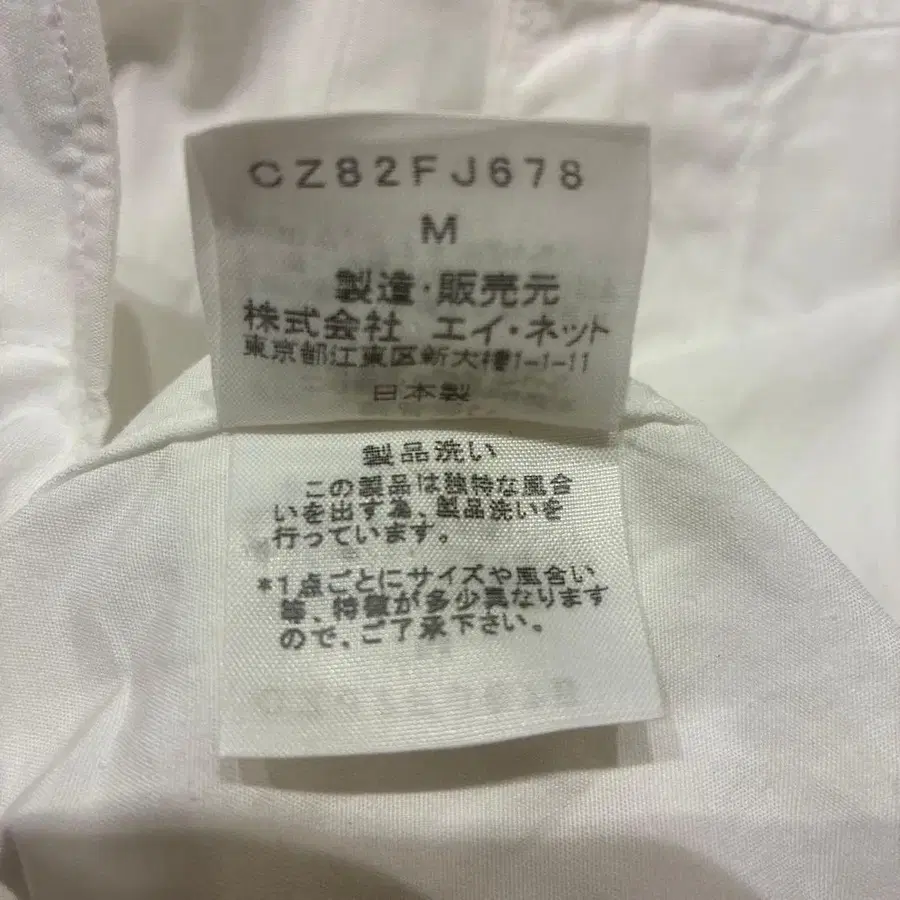 CZ82FJ678
M
製造・販売元
株式会社 エイ・ネット
東京都江東区新大橋1-1-11
日本製
製品洗い
この製品は独特な風合
いを出す為、製品洗いを
行っています。
*1点ごとにサイズや風合い
等、特徴が多少異なります
ので、ご了承下さい。